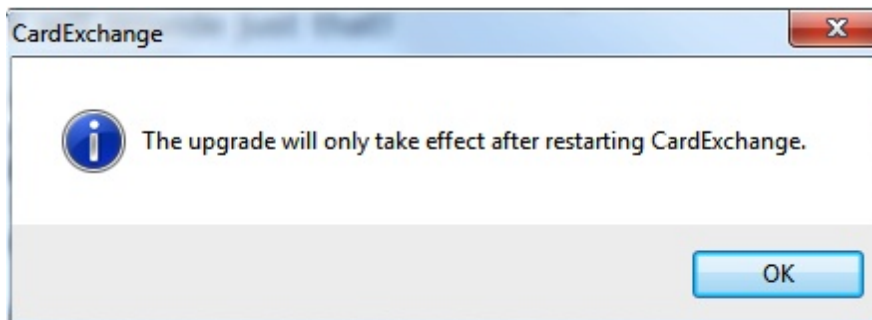 CardExchange
The upgrade will only take effect after restarting CardExchange.
OK